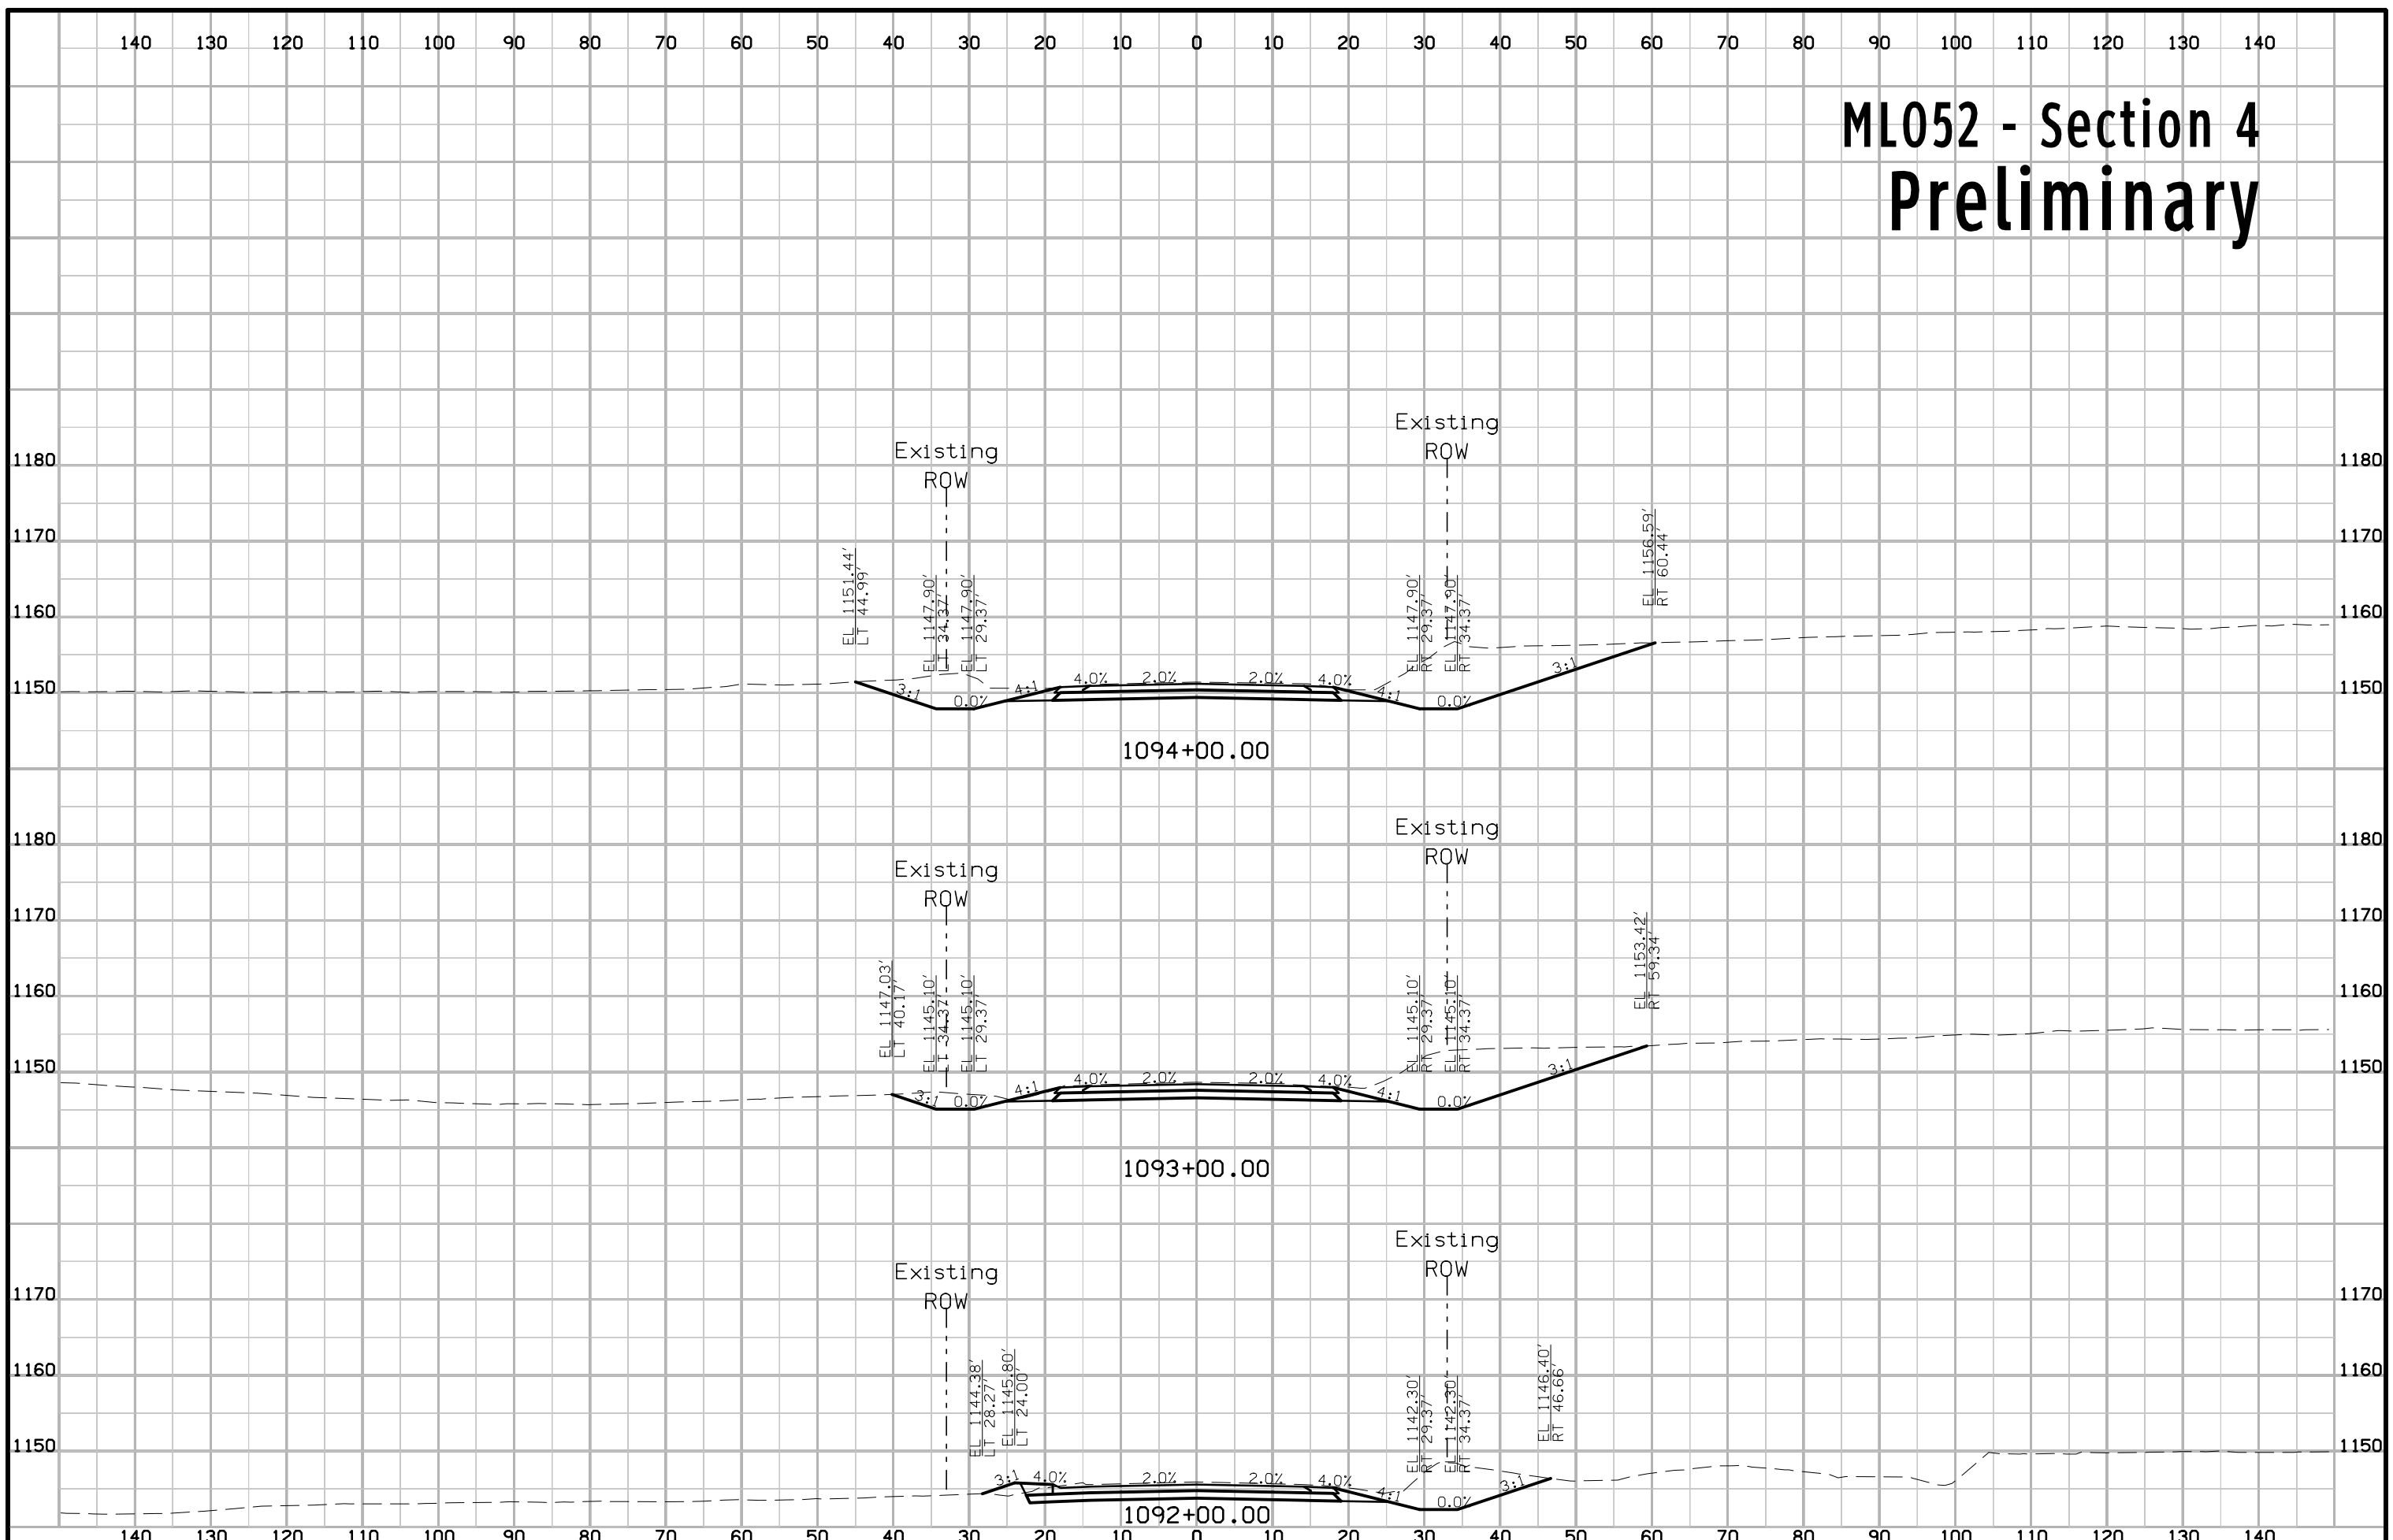 140 130 120 110 100 90 80 70 60 50 40 30 20 10 0 10 20 30 40 50 60 70 80 90 100 110 120 130 140
ML052 - Section 4
Preliminary
Existing
ROW
Existing
ROW
1180 1180
1170 1170
1160 1160
1150 1150
EL 1151.44'
LT 44.99'
EL 1147.90'
LT 34.37'
EL 1147.90'
LT 29.37'
EL 1147.90'
RT 29.37'
EL 1147.90'
RT 34.37'
EL 1156.59'
RT 60.44'
3:1 0.0% 4:1 4.0% 2.0% 2.0% 4.0% 4:1 0.0% 3:1
1094+00.00
Existing
ROW
Existing
ROW
1180 1180
1170 1170
1160 1160
1150 1150
EL 1147.03'
LT 40.17'
EL 1145.10'
LT 34.37'
EL 1145.10'
LT 29.37'
EL 1145.10'
RT 29.37'
EL 1145.10'
RT 34.37'
EL 1153.42'
RT 59.34'
3:1 0.0% 4:1 4.0% 2.0% 2.0% 4.0% 4:1 0.0% 3:1
1093+00.00
Existing
ROW
Existing
ROW
1170 1170
1160 1160
1150 1150
EL 1144.38'
LT 28.27'
EL 1145.80'
LT 24.00'
EL 1142.30'
RT 29.37'
EL 1142.30'
RT 34.37'
EL 1146.40'
RT 46.66'
3:1 4.0% 2.0% 2.0% 4.0% 4:1 0.0% 3:1
1092+00.00
140 130 120 110 100 90 80 70 60 50 40 30 20 10 0 10 20 30 40 50 60 70 80 90 100 110 120 130 140